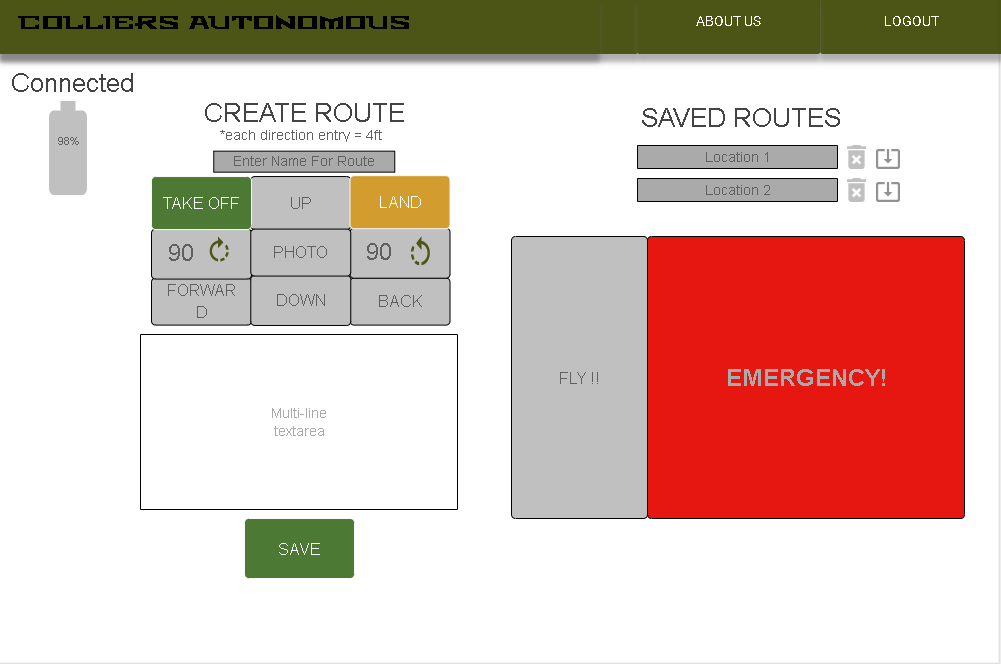 COLLIERS AUTONOMOUS
ABOUT US
LOGOUT
Connected
98%
CREATE ROUTE
*each direction entry = 4ft
Enter Name For Route
TAKE OFF
UP
LAND
90
PHOTO
90
FORWAR
D
DOWN
BACK
Multi-line
textarea
SAVE
SAVED ROUTES
Location 1
Location 2
FLY !!
EMERGENCY!